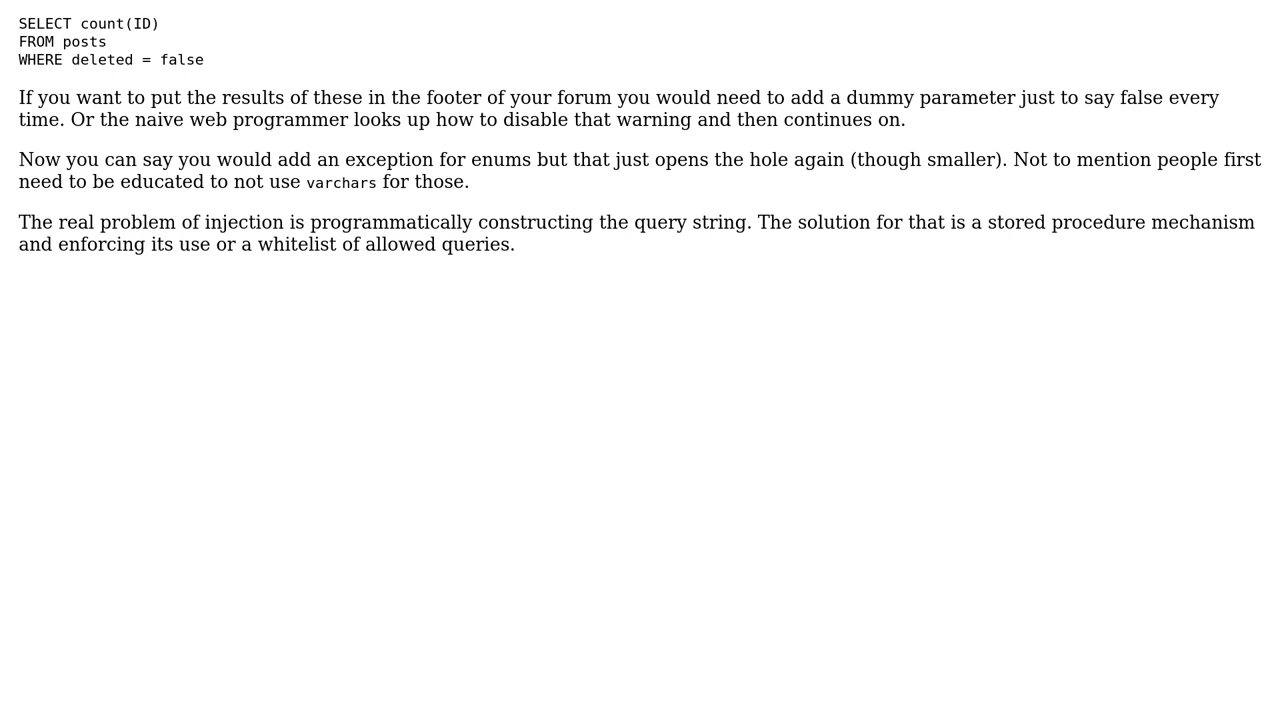 SELECT count(ID)
FROM posts
WHERE deleted = false
If you want to put the results of these in the footer of your forum you would need to add a dummy parameter just to say false every
time. Or the naive web programmer looks up how to disable that warning and then continues on.
Now you can say you would add an exception for enums but that just opens the hole again (though smaller). Not to mention people first
need to be educated to not use varchars for those.
The real problem of injection is programmatically constructing the query string. The solution for that is a stored procedure mechanism
and enforcing its use or a whitelist of allowed queries.